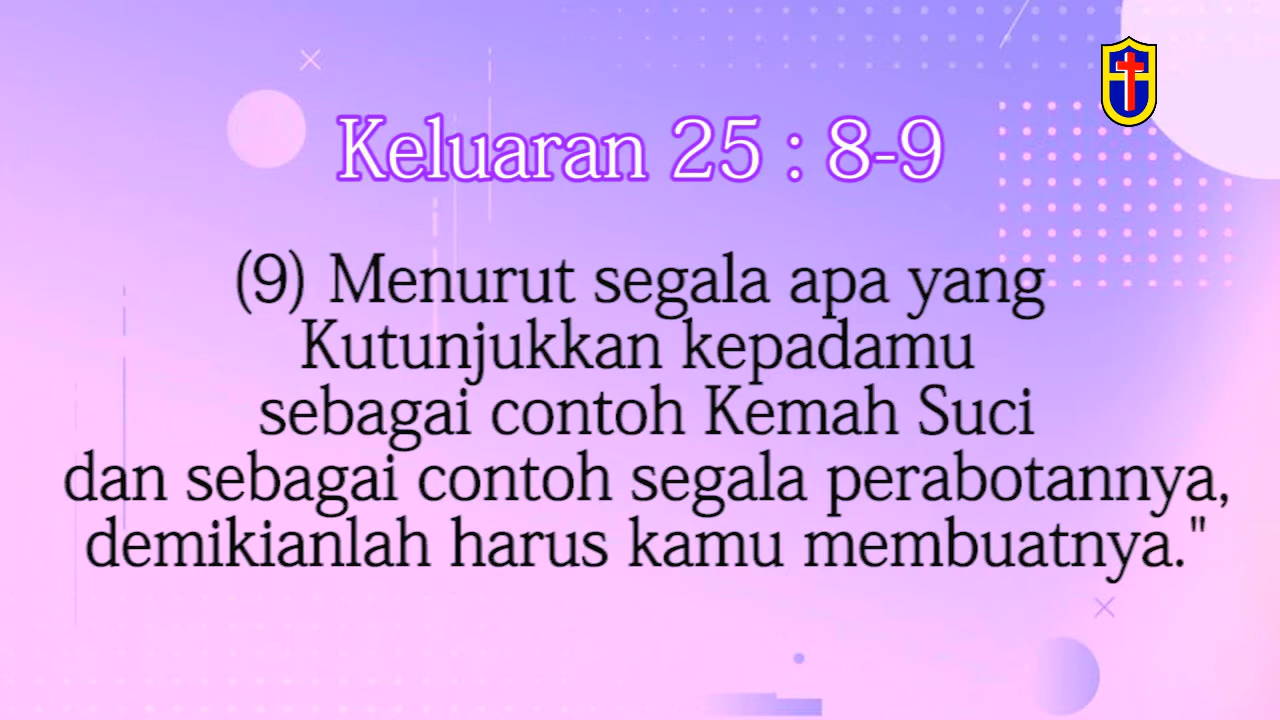 Keluaran 25 : 8-9
(9) Menurut segala apa yang
Kutunjukkan kepadamu
sebagai contoh Kemah Suci
dan sebagai contoh segala perabotannya,
demikianlah harus kamu membuatnya."